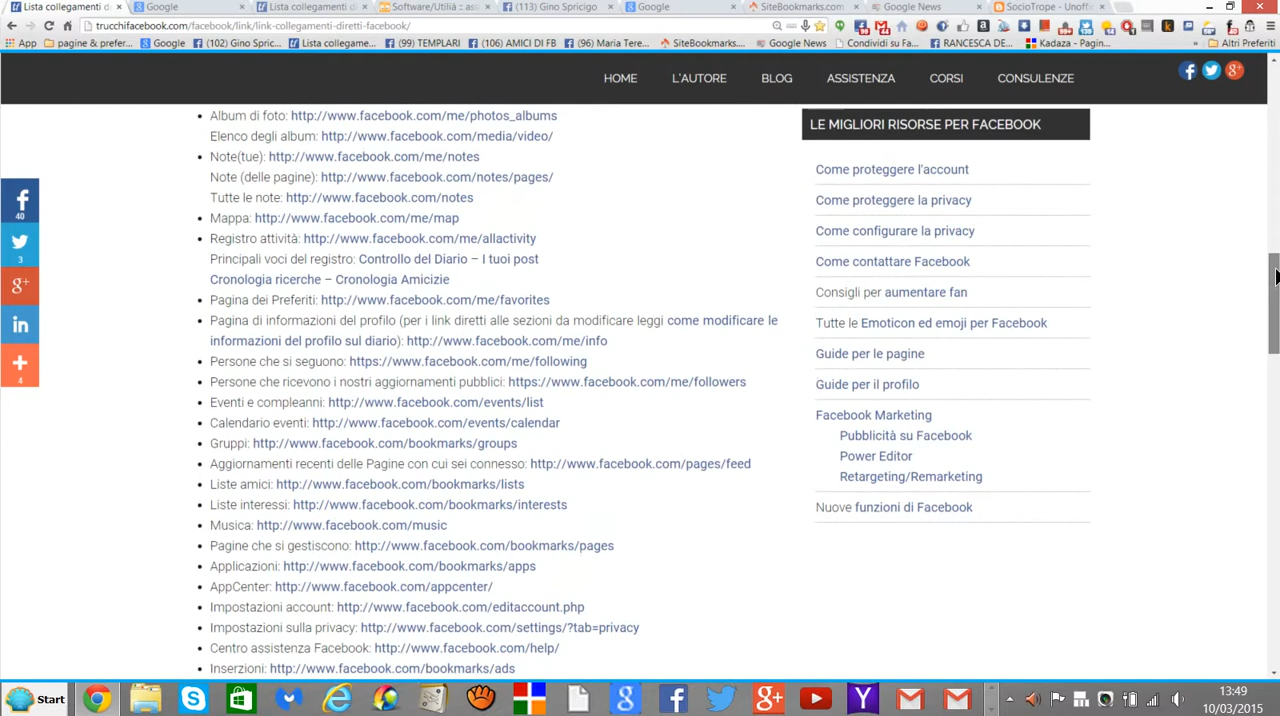 Lista collegamenti di
Google
Lista collegamenti di
Software/Utilià :: ass
(113) Gino Spricigo
Google
SiteBookmarks.com
Google News
SocioTrope - Unoff
trucchifacebook.com/facebook/link/link-collegamenti-diretti-facebook/
App
pagine & prefer...
Google
(102) Gino Spric...
Lista collegame...
(99) TEMPLARI
(106) AMICI DI FB
(96) Maria Tere...
SiteBookmarks....
Google News
Condividi su Fa...
RANCESCA DE...
Kadaza - Pagin...
»
Altri Preferiti
HOME L'AUTORE BLOG ASSISTENZA CORSI CONSULENZE
Album di foto: http://www.facebook.com/me/photos_albums
Elenco degli album: http://www.facebook.com/media/video/
Note(tue): http://www.facebook.com/me/notes
Note (delle pagine): http://www.facebook.com/notes/pages/
Tutte le note: http://www.facebook.com/notes
Mappa: http://www.facebook.com/me/map
Registro attività: http://www.facebook.com/me/allactivity
Principali voci del registro: Controllo del Diario – I tuoi post
Cronologia ricerche – Cronologia Amicizie
Pagina dei Preferiti: http://www.facebook.com/me/favorites
Pagina di informazioni del profilo (per i link diretti alle sezioni da modificare leggi come modificare le
informazioni del profilo sul diario): http://www.facebook.com/me/info
Persone che si seguono: https://www.facebook.com/me/following
Persone che ricevono i nostri aggiornamenti pubblici: https://www.facebook.com/me/followers
Eventi e compleanni: http://www.facebook.com/events/list
Calendario eventi: http://www.facebook.com/events/calendar
Gruppi: http://www.facebook.com/bookmarks/groups
Aggiornamenti recenti delle Pagine con cui sei connesso: http://www.facebook.com/pages/feed
Liste amici: http://www.facebook.com/bookmarks/lists
Liste interessi: http://www.facebook.com/bookmarks/interests
Musica: http://www.facebook.com/music
Pagine che si gestiscono: http://www.facebook.com/bookmarks/pages
Applicazioni: http://www.facebook.com/bookmarks/apps
AppCenter: http://www.facebook.com/appcenter/
Impostazioni account: http://www.facebook.com/editaccount.php
Impostazioni sulla privacy: http://www.facebook.com/settings/?tab=privacy
Centro assistenza Facebook: http://www.facebook.com/help/
Inserzioni: http://www.facebook.com/bookmarks/ads
LE MIGLIORI RISORSE PER FACEBOOK
Come proteggere l'account
Come proteggere la privacy
Come configurare la privacy
Come contattare Facebook
Consigli per aumentare fan
Tutte le Emoticon ed emoji per Facebook
Guide per le pagine
Guide per il profilo
Facebook Marketing
Pubblicità su Facebook
Power Editor
Retargeting/Remarketing
Nuove funzioni di Facebook
40
3
4
Start
13:49
10/03/2015